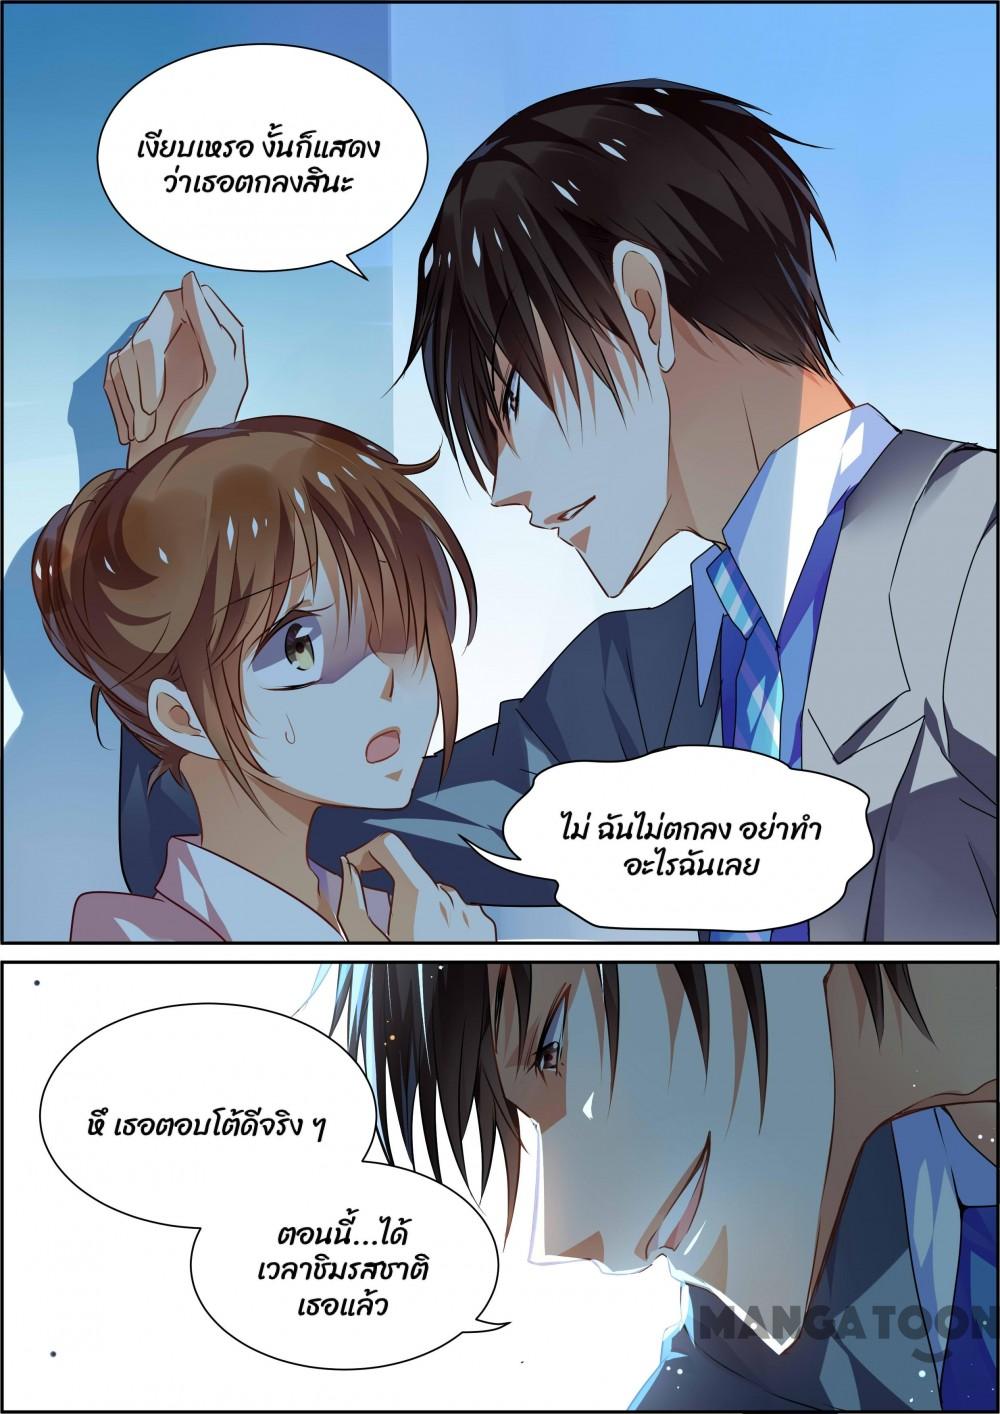 เงียบเหรอ งั้นก็แสดง
ว่าเธอตกลงสินะ
ไม่ ฉันไม่ตกลง อย่าทำ
อะไรฉันเลย
หึ เธอตอบโต้ดีจริง ๆ
ตอนนี้...ได้
เวลาชิมรสชาติ
เธอแล้ว
MANGATOON